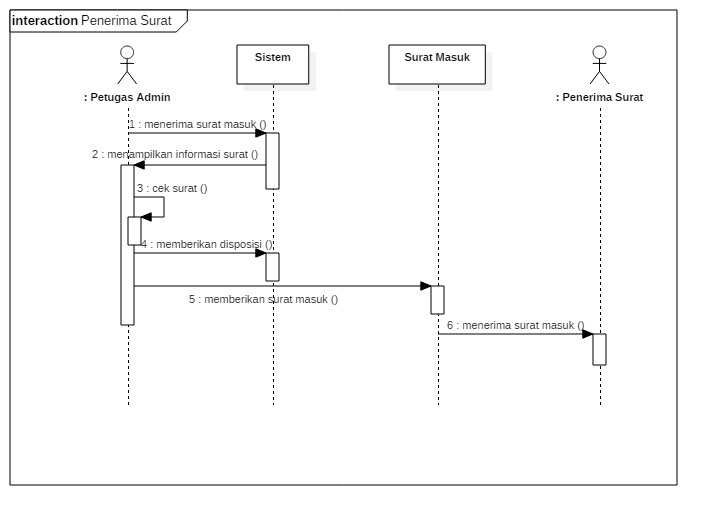 interaction Penerima Surat
Sistem
Surat Masuk
: Petugas Admin
: Penerima Surat
1 : menerima surat masuk ()
2 : menampilkan informasi surat ()
3 : cek surat ()
4 : memberikan disposisi ()
5 : memberikan surat masuk ()
6 : menerima surat masuk ()